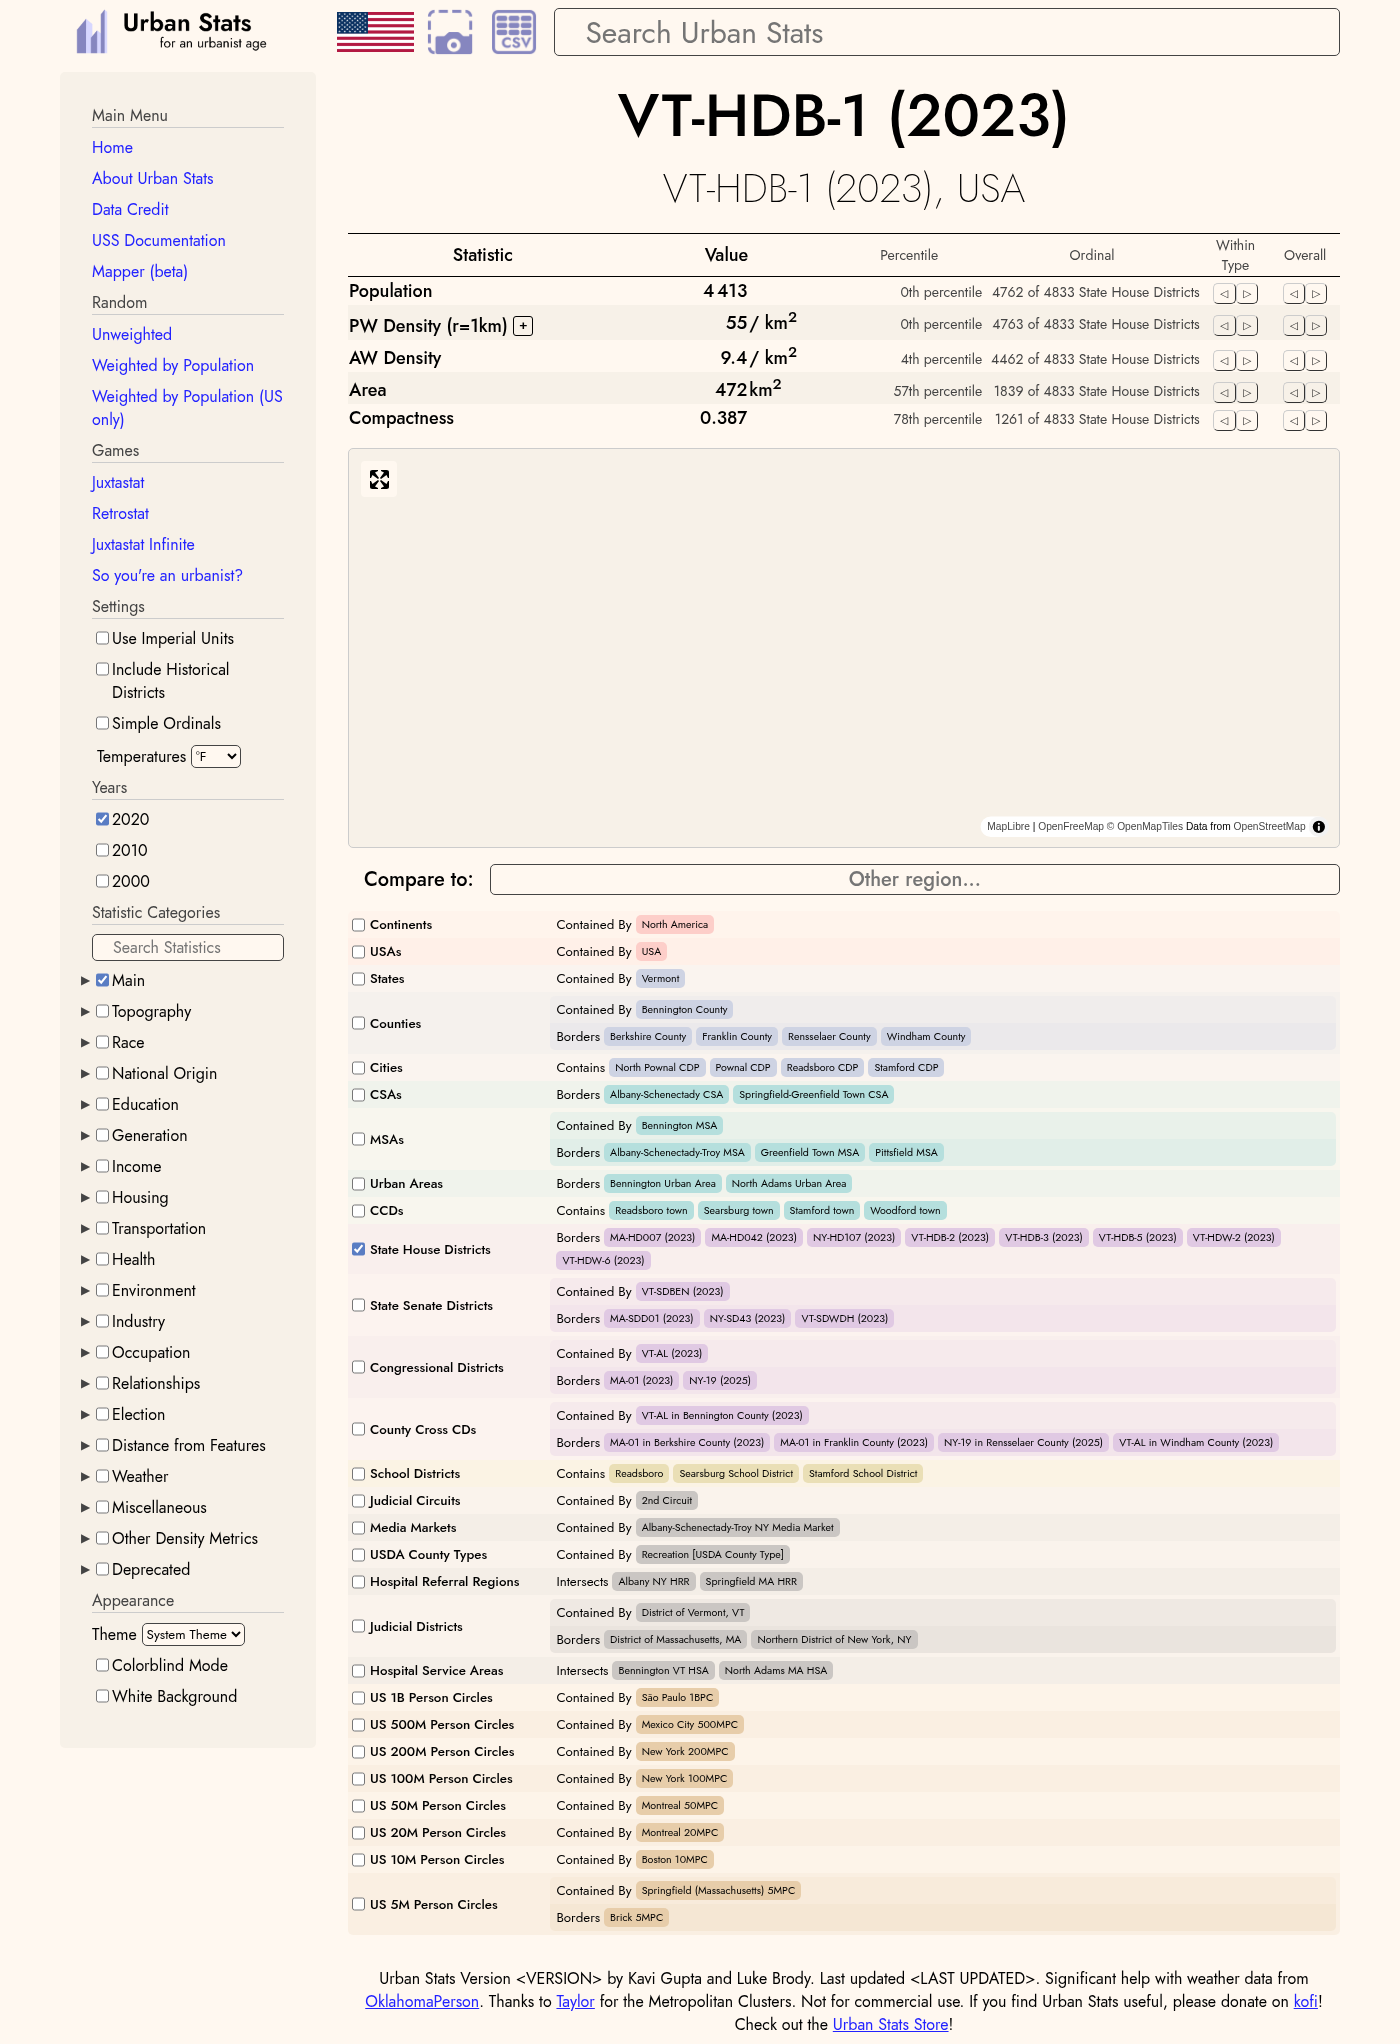 Urban Stats
for an urbanist age
CSV
Search Urban Stats
Main Menu
Home
About Urban Stats
Data Credit
USS Documentation
Mapper (beta)
Random
Unweighted
Weighted by Population
Weighted by Population (US
only)
Games
Juxtastat
Retrostat
Juxtastat Infinite
So you're an urbanist?
Settings
Use Imperial Units
Include Historical
Districts
Simple Ordinals
Temperatures °F
Years
2020
2010
2000
Statistic Categories
Search Statistics
Main
Topography
Race
National Origin
Education
Generation
Income
Housing
Transportation
Health
Environment
Industry
Occupation
Relationships
Election
Distance from Features
Weather
Miscellaneous
Other Density Metrics
Deprecated
Appearance
Theme System Theme
Colorblind Mode
White Background
VT-HDB-1 (2023)
VT-HDB-1 (2023), USA
Statistic Value Percentile Ordinal Within Type Overall
Population 4 413 0th percentile 4762 of 4833 State House Districts
PW Density (r=1km) + 55 / km² 0th percentile 4763 of 4833 State House Districts
AW Density 9.4 / km² 4th percentile 4462 of 4833 State House Districts
Area 472 km² 57th percentile 1839 of 4833 State House Districts
Compactness 0.387 78th percentile 1261 of 4833 State House Districts
MapLibre | OpenFreeMap © OpenMapTiles Data from OpenStreetMap
Compare to: Other region...
Continents Contained By North America
USAs Contained By USA
States Contained By Vermont
Counties Contained By Bennington County
Borders Berkshire County Franklin County Rensselaer County Windham County
Cities Contains North Pownal CDP Pownal CDP Readsboro CDP Stamford CDP
CSAs Borders Albany-Schenectady CSA Springfield-Greenfield Town CSA
MSAs Contained By Bennington MSA
Borders Albany-Schenectady-Troy MSA Greenfield Town MSA Pittsfield MSA
Urban Areas Borders Bennington Urban Area North Adams Urban Area
CCDs Contains Readsboro town Searsburg town Stamford town Woodford town
State House Districts Borders MA-HD007 (2023) MA-HD042 (2023) NY-HD107 (2023) VT-HDB-2 (2023) VT-HDB-3 (2023) VT-HDB-5 (2023) VT-HDW-2 (2023)
VT-HDW-6 (2023)
State Senate Districts Contained By VT-SDBEN (2023)
Borders MA-SDD01 (2023) NY-SD43 (2023) VT-SDWDH (2023)
Congressional Districts Contained By VT-AL (2023)
Borders MA-01 (2023) NY-19 (2025)
County Cross CDs Contained By VT-AL in Bennington County (2023)
Borders MA-01 in Berkshire County (2023) MA-01 in Franklin County (2023) NY-19 in Rensselaer County (2025) VT-AL in Windham County (2023)
School Districts Contains Readsboro Searsburg School District Stamford School District
Judicial Circuits Contained By 2nd Circuit
Media Markets Contained By Albany-Schenectady-Troy NY Media Market
USDA County Types Contained By Recreation [USDA County Type]
Hospital Referral Regions Intersects Albany NY HRR Springfield MA HRR
Judicial Districts Contained By District of Vermont, VT
Borders District of Massachusetts, MA Northern District of New York, NY
Hospital Service Areas Intersects Bennington VT HSA North Adams MA HSA
US 1B Person Circles Contained By São Paulo 1BPC
US 500M Person Circles Contained By Mexico City 500MPC
US 200M Person Circles Contained By New York 200MPC
US 100M Person Circles Contained By New York 100MPC
US 50M Person Circles Contained By Montreal 50MPC
US 20M Person Circles Contained By Montreal 20MPC
US 10M Person Circles Contained By Boston 10MPC
US 5M Person Circles Contained By Springfield (Massachusetts) 5MPC
Borders Brick 5MPC
Urban Stats Version <VERSION> by Kavi Gupta and Luke Brody. Last updated <LAST UPDATED>. Significant help with weather data from
OklahomaPerson. Thanks to Taylor for the Metropolitan Clusters. Not for commercial use. If you find Urban Stats useful, please donate on kofi!
Check out the Urban Stats Store!